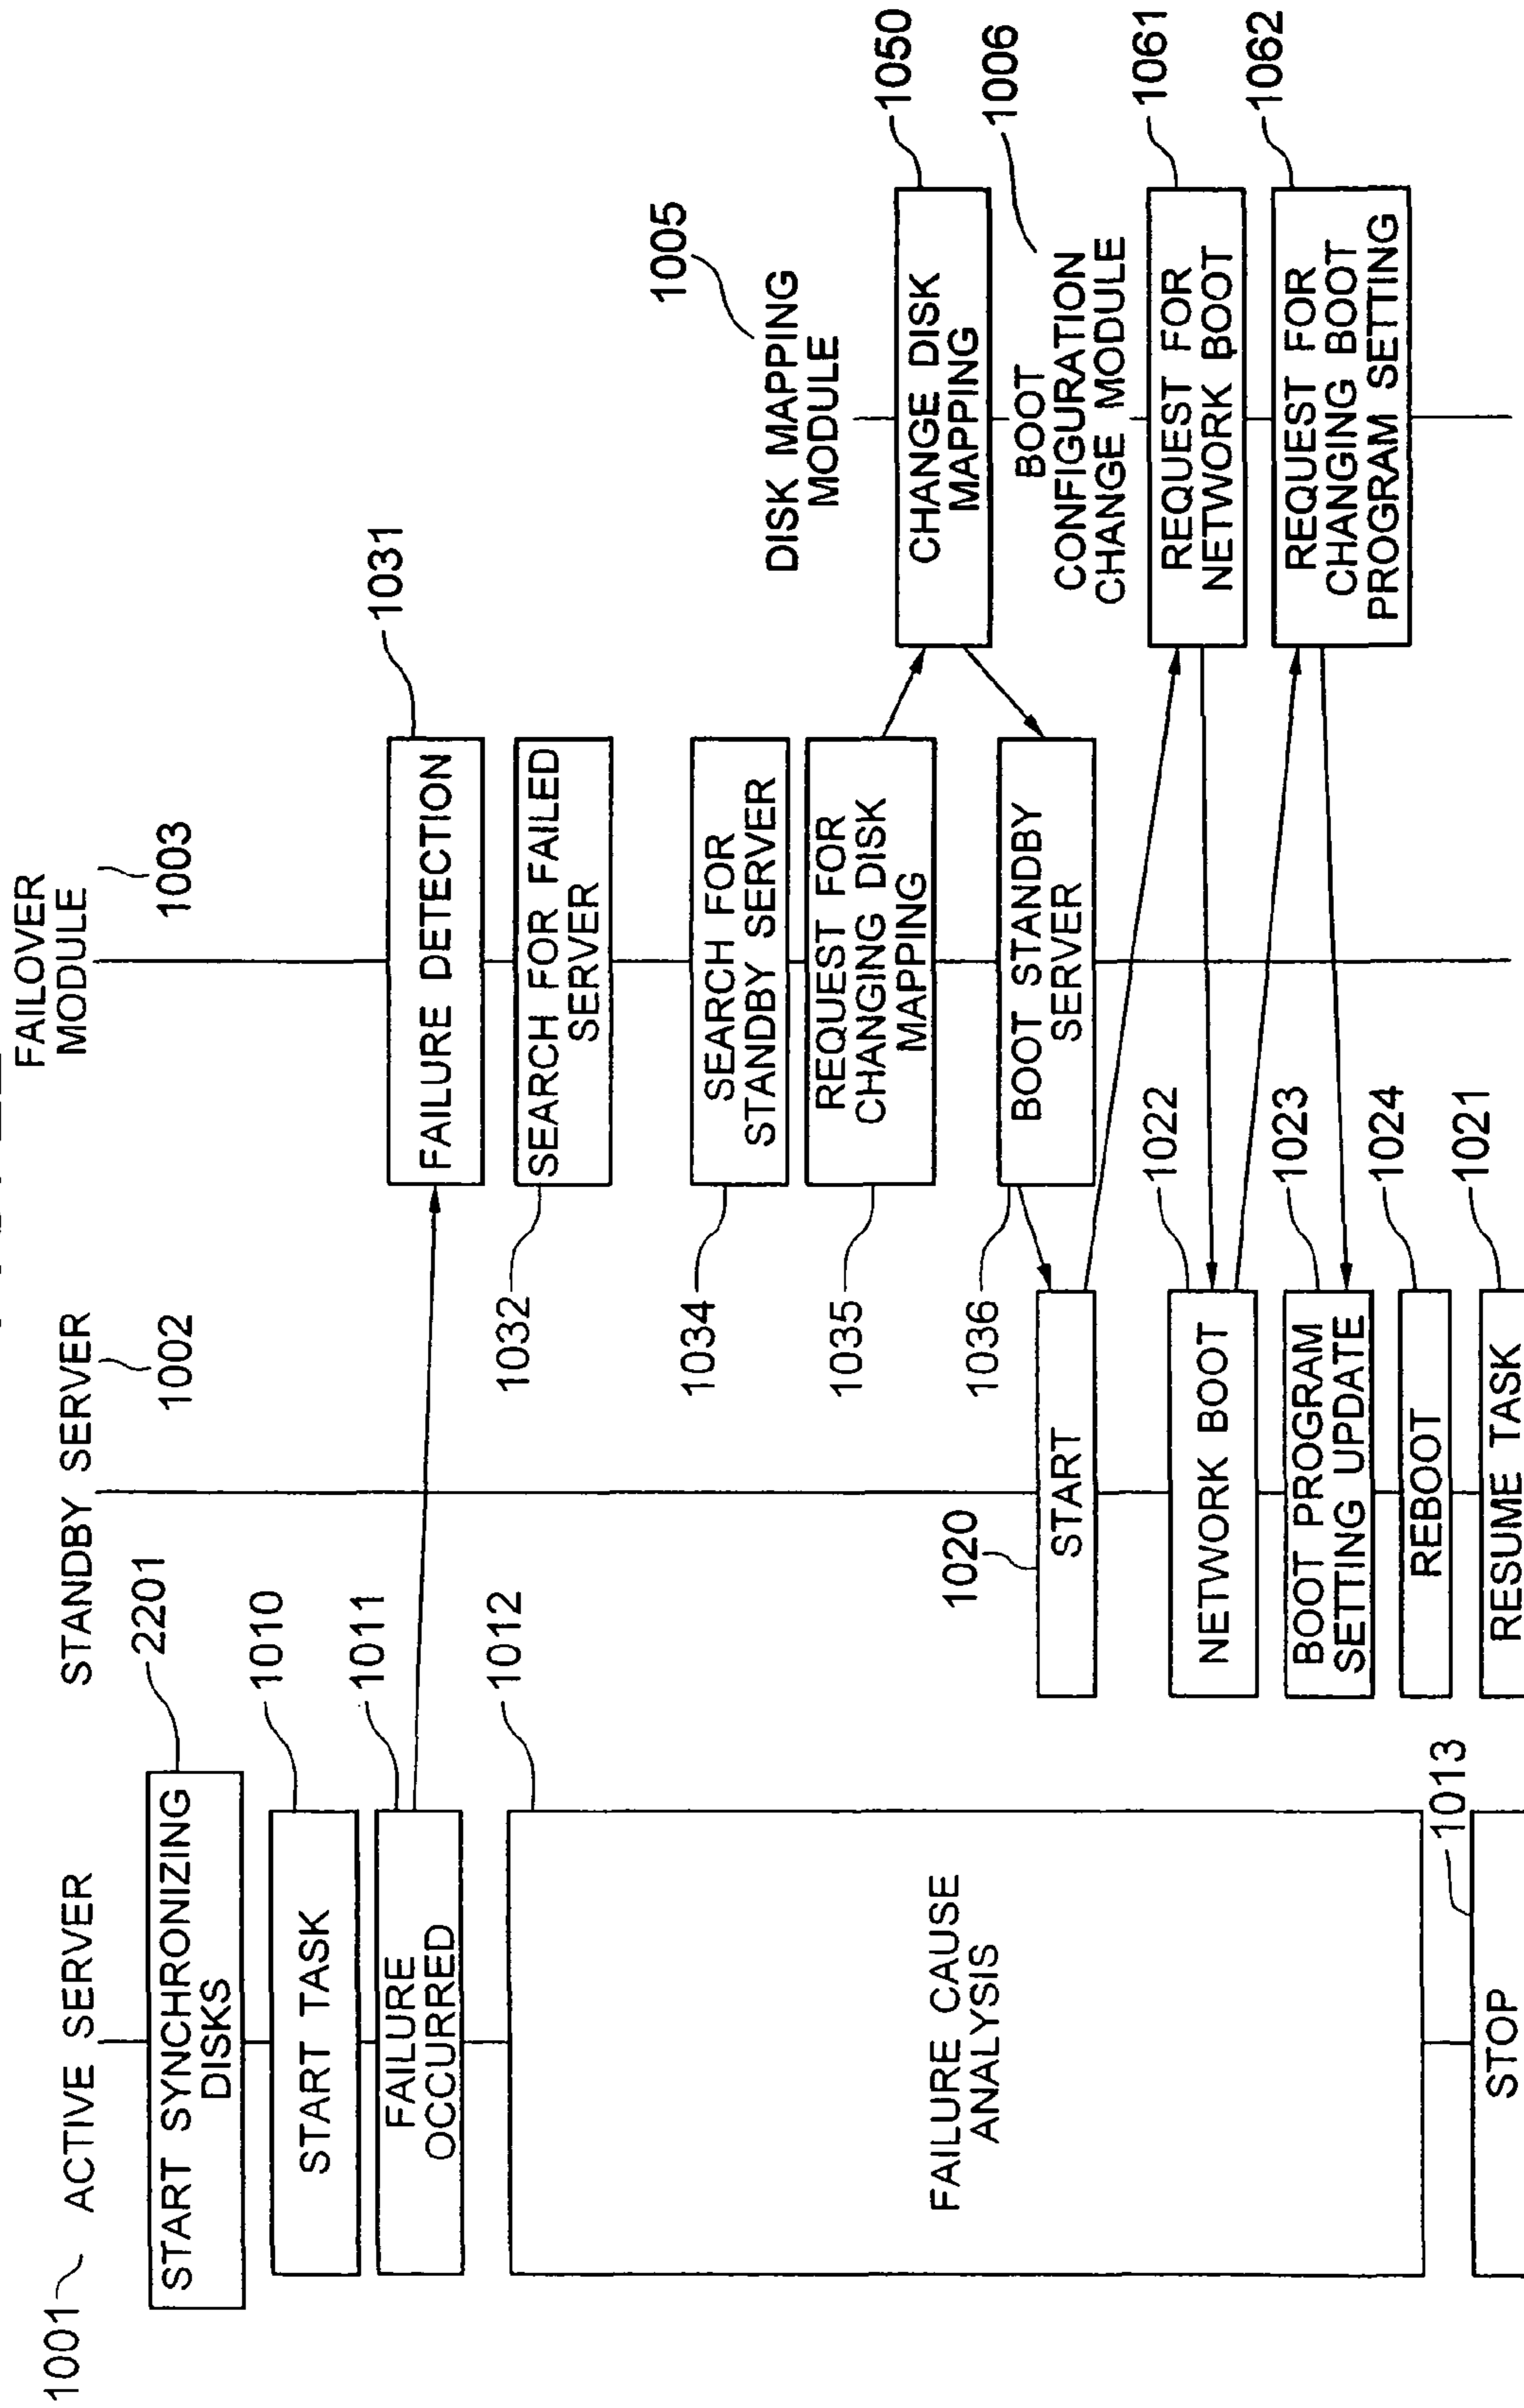 1001
ACTIVE SERVER
STANDBY SERVER
1002
FAILOVER
MODULE
1003
START SYNCHRONIZING
DISKS
2201
START TASK
1010
FAILURE
OCCURRED
1011
FAILURE CAUSE
ANALYSIS
1012
STOP
1013
FAILURE DETECTION
1031
SEARCH FOR FAILED
SERVER
1032
SEARCH FOR
STANDBY SERVER
1034
REQUEST FOR
CHANGING DISK
MAPPING
1035
BOOT STANDBY
SERVER
1036
DISK MAPPING
MODULE
1005
CHANGE DISK
MAPPING
1050
BOOT
CONFIGURATION
CHANGE MODULE
1006
REQUEST FOR
NETWORK BOOT
1061
REQUEST FOR
CHANGING BOOT
PROGRAM SETTING
1062
START
1020
NETWORK BOOT
1022
BOOT PROGRAM
SETTING UPDATE
1023
REBOOT
1024
RESUME TASK
1021